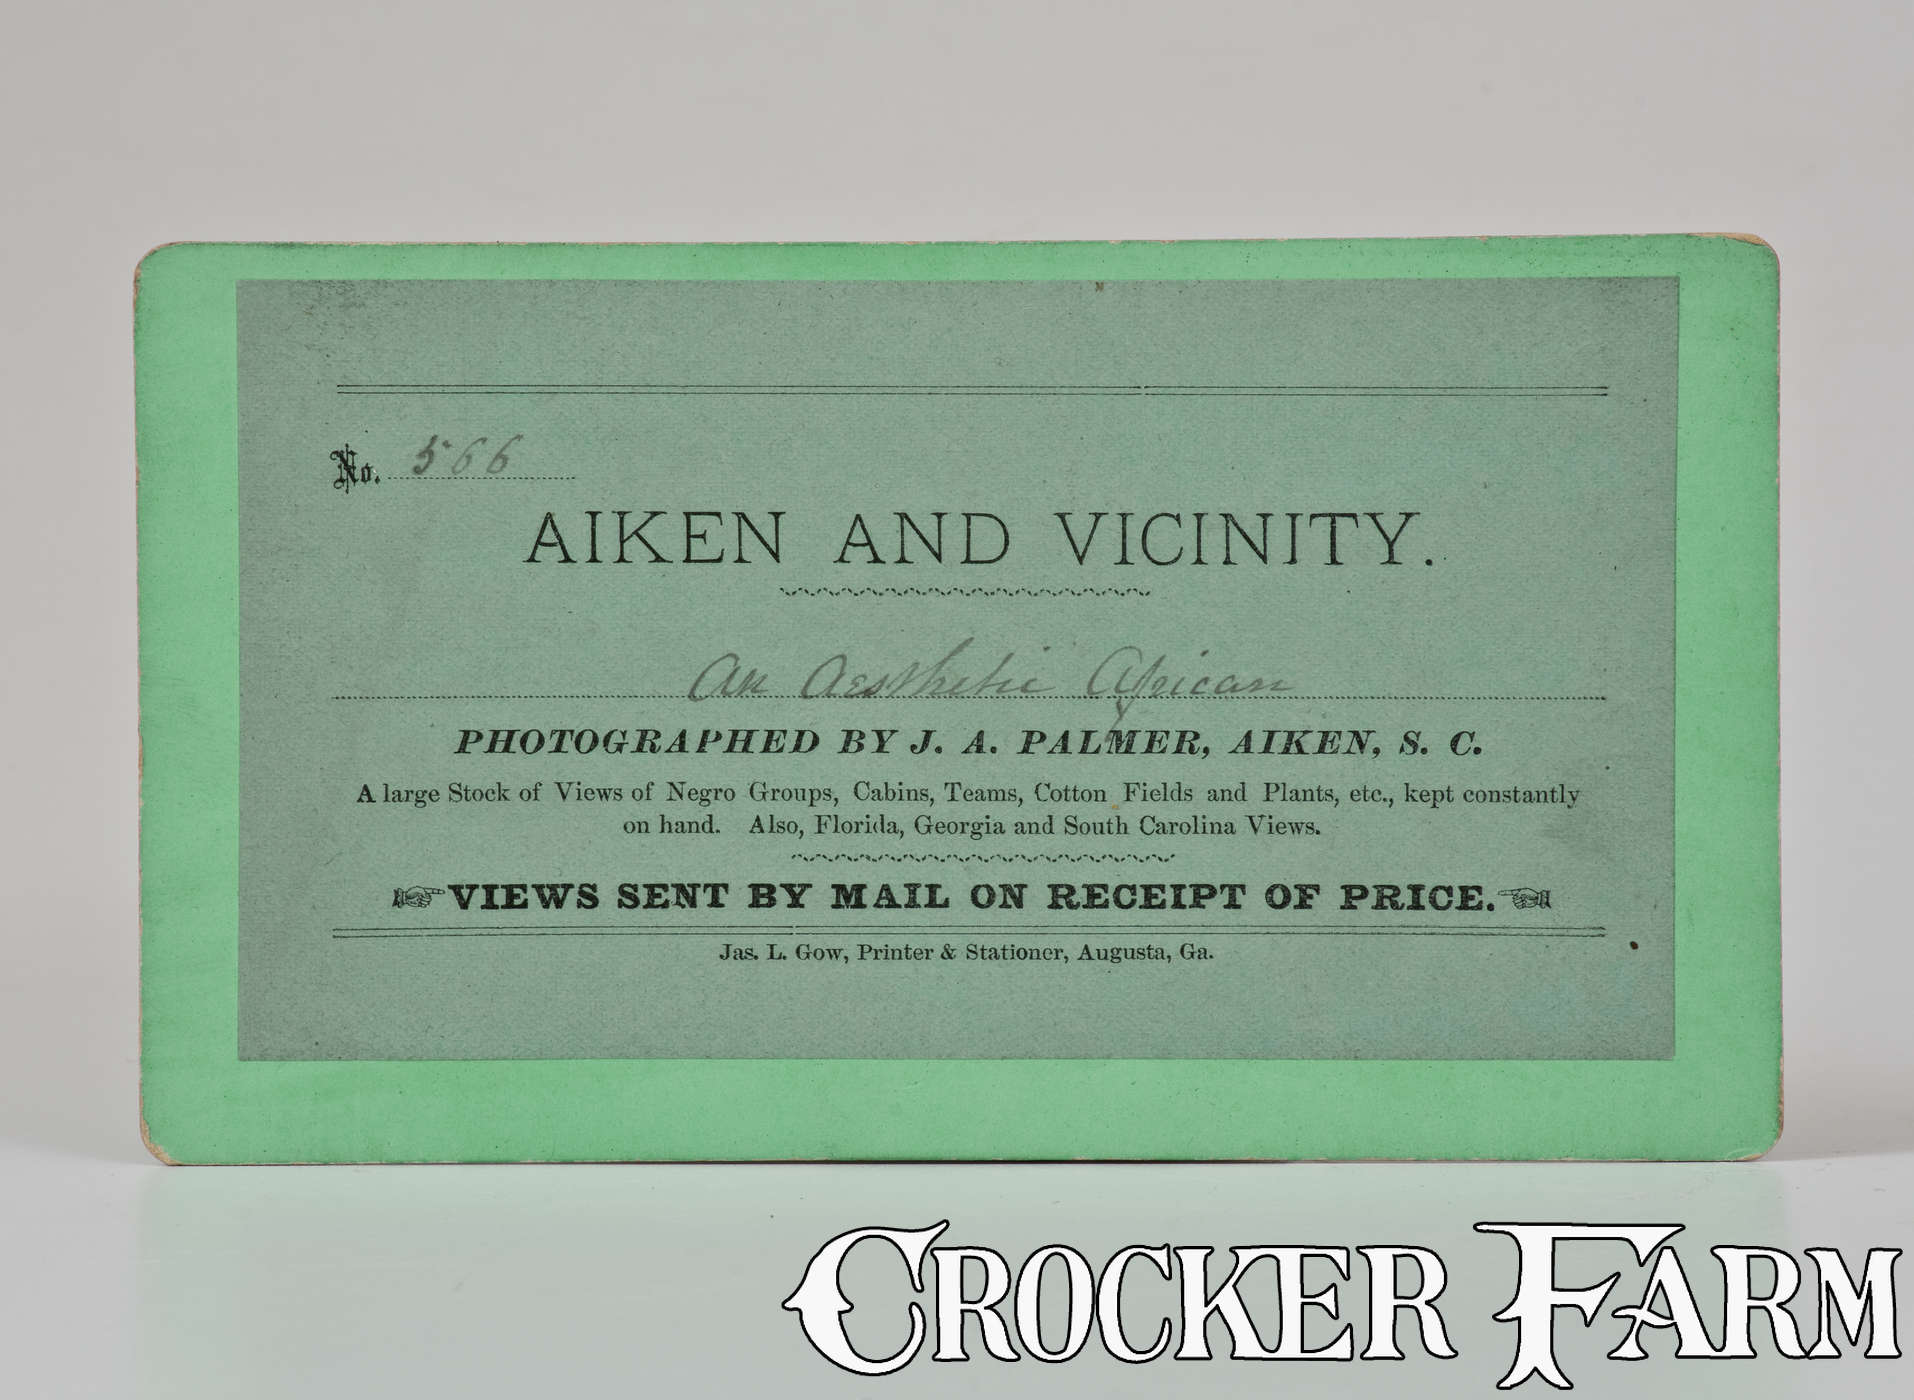 No. 566
AIKEN AND VICINITY.
An Aesthetic African
PHOTOGRAPHED BY J. A. PALMER, AIKEN, S. C.
A large Stock of Views of Negro Groups, Cabins, Teams, Cotton Fields and Plants, etc., kept constantly
on hand. Also, Florida, Georgia and South Carolina Views.
VIEWS SENT BY MAIL ON RECEIPT OF PRICE.
Jas. L. Gow, Printer & Stationer, Augusta, Ga.
CROCKER FARM